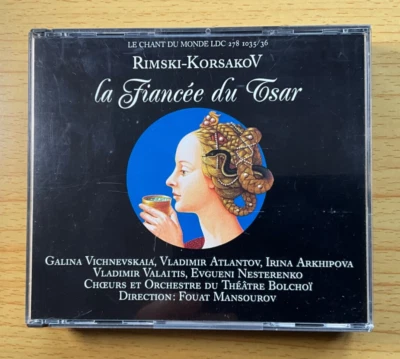 LE CHANT DU MONDE LDC 278 1035/36
RIMSKI-KORSAKOV
la Fiancée du Tsar
GALINA VICHNEVSKAIA, VLADIMIR ATLANTOV, IRINA ARKHIPOVA
VLADIMIR VALAITIS, EVGUENI NESTERENKO
CHŒURS ET ORCHESTRE DU THÉÂTRE BOLCHOÏ
DIRECTION: FOUAT MANSOUROV